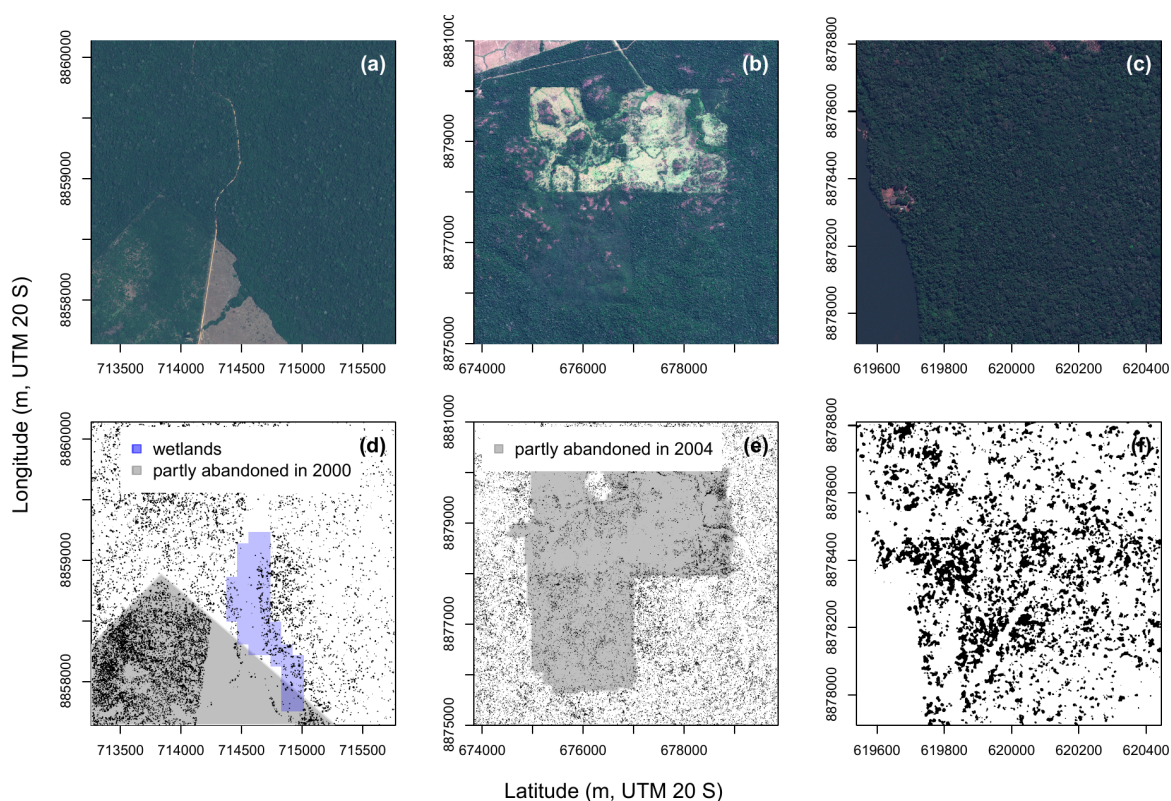 Longitude (m, UTM 20 S)
8860000
8859000
8858000
(a)
713500 714000 714500 715000 715500
8881000
8879000
8877000
8875000
(b)
674000 676000 678000
8878800
8878600
8878400
8878200
8878000
(c)
619600 619800 620000 620200 620400
8860000
8859000
8858000
wetlands
partly abandoned in 2000
(d)
713500 714000 714500 715000 715500
8881000
8879000
8877000
8875000
partly abandoned in 2004
(e)
674000 676000 678000
8878800
8878600
8878400
8878200
8878000
(f)
619600 619800 620000 620200 620400
Latitude (m, UTM 20 S)